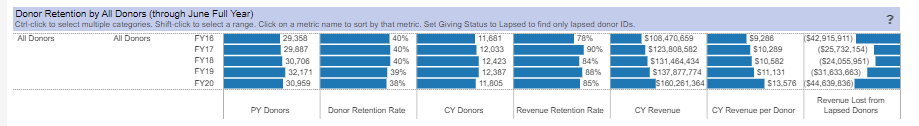 Donor Retention by All Donors (through June Full Year)
Ctrl-click to select multiple categories. Shift-click to select a range. Click on a metric name to sort by that metric. Set Giving Status to Lapsed to find only lapsed donor IDs.
?
All Donors All Donors FY16 29,358 40% 11,681 78% $108,470,659 $9,286 ($42,915,911)
FY17 29,887 40% 12,033 90% $123,808,582 $10,289 ($25,732,154)
FY18 30,706 40% 12,423 84% $131,464,434 $10,582 ($24,055,951)
FY19 32,171 39% 12,387 88% $137,877,774 $11,131 ($31,633,663)
FY20 30,959 38% 11,805 85% $160,261,364 $13,576 ($44,639,836)
PY Donors Donor Retention Rate CY Donors Revenue Retention Rate CY Revenue CY Revenue per Donor Revenue Lost from
Lapsed Donors